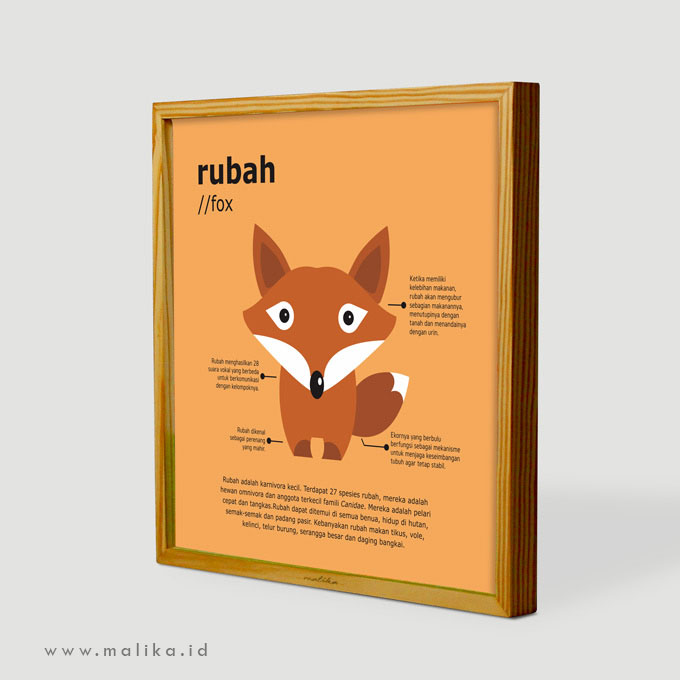 rubah
//fox
Ketika memiliki
kelebihan makanan,
rubah akan mengubur
sebagian makanannya,
menutupinya dengan
tanah dan menandainya
dengan urin.
Rubah menghasilkan 28
suara vokal yang berbeda
untuk berkomunikasi
dengan kelompoknya.
Rubah dikenal
sebagai perenang
yang mahir.
Ekornya yang berbulu
berfungsi sebagai mekanisme
untuk menjaga keseimbangan
tubuh agar tetap stabil.
Rubah adalah karnivora kecil. Terdapat 27 spesies rubah, mereka adalah
hewan omnivora dan anggota terkecil famili Canidae. Mereka adalah pelari
cepat dan tangkas.Rubah dapat ditemui di semua benua, hidup di hutan,
semak-semak dan padang pasir. Kebanyakan rubah makan tikus, vole,
kelinci, telur burung, serangga besar dan daging bangkai.
malika
www.malika.id